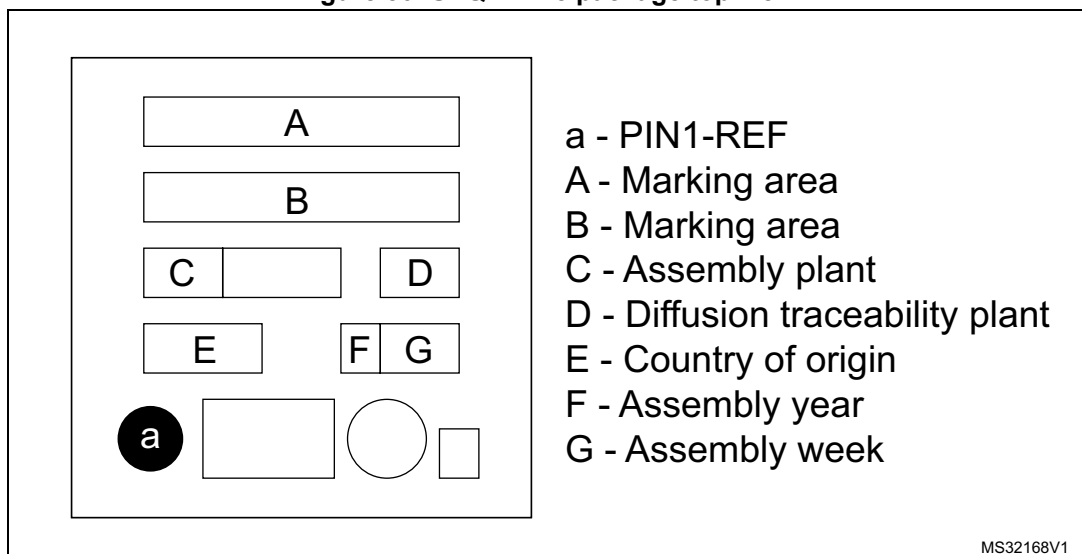 A
B
C
D
E
F
G
a
a - PIN1-REF
A - Marking area
B - Marking area
C - Assembly plant
D - Diffusion traceability plant
E - Country of origin
F - Assembly year
G - Assembly week
MS32168V1